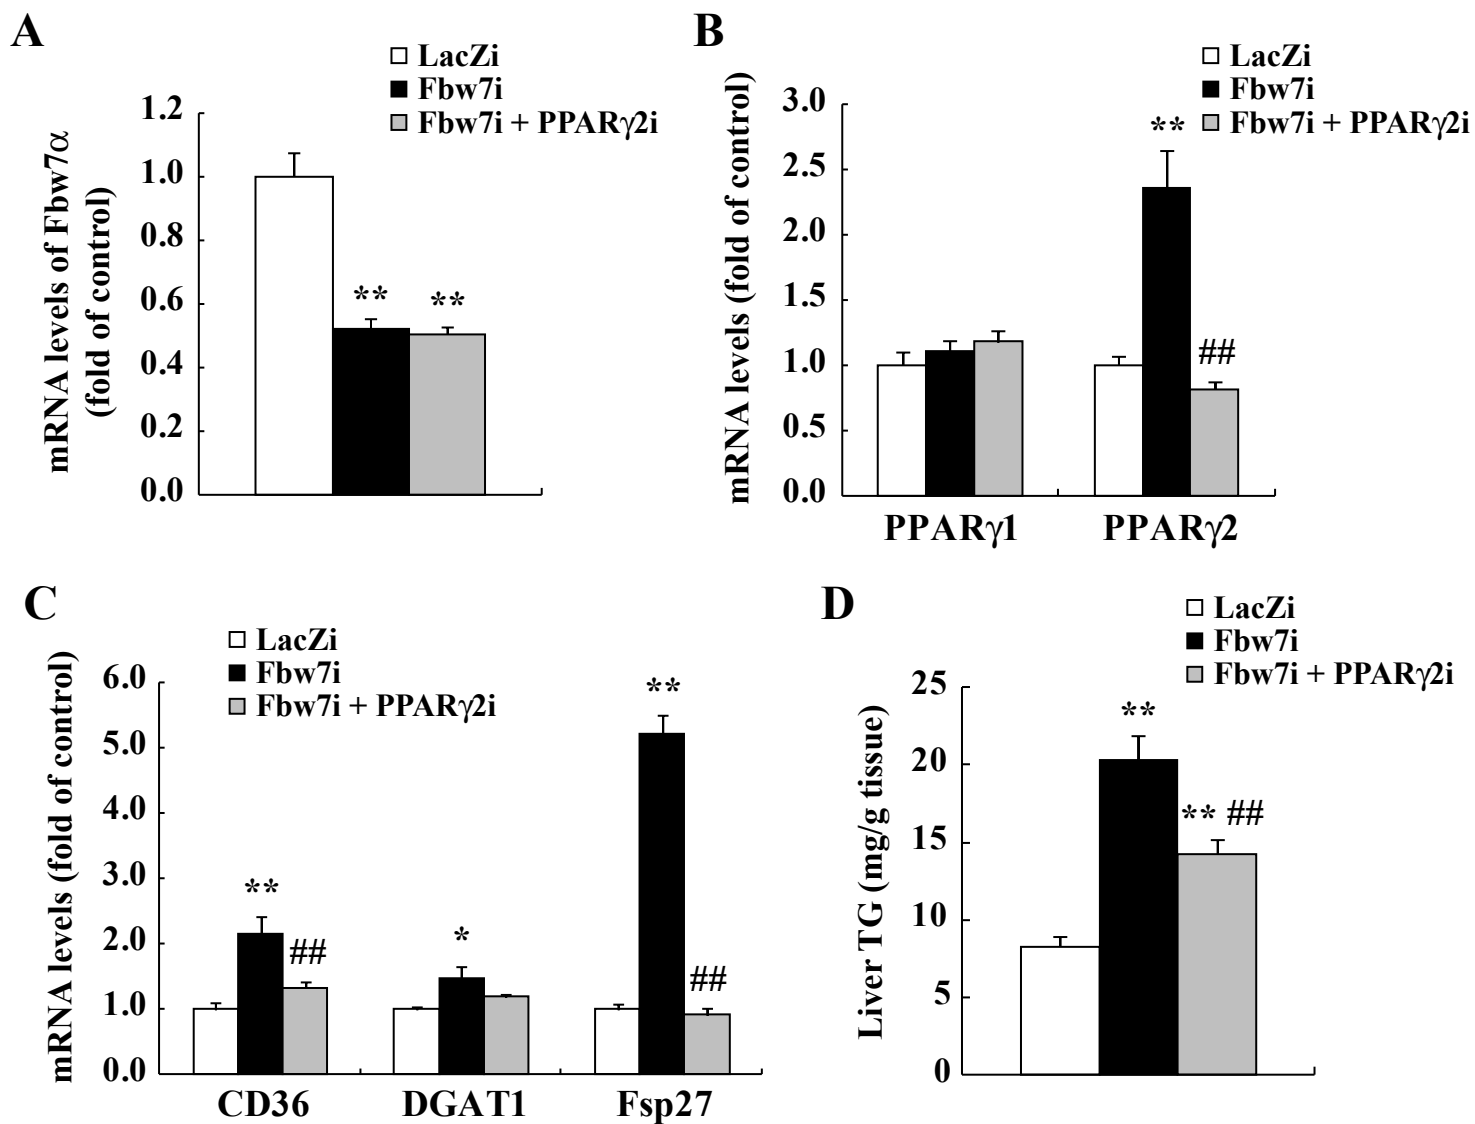 A
LacZi
Fbw7i
Fbw7i + PPARγ2i
mRNA levels of Fbw7α
(fold of control)
1.2
1.0
0.8
0.6
0.4
0.2
0.0
**
**
B
LacZi
Fbw7i
Fbw7i + PPARγ2i
mRNA levels (fold of control)
3.0
2.5
2.0
1.5
1.0
0.5
0.0
**
##
PPARγ1
PPARγ2
C
LacZi
Fbw7i
Fbw7i + PPARγ2i
mRNA levels (fold of control)
6.0
5.0
4.0
3.0
2.0
1.0
0.0
**
##
*
**
##
CD36
DGAT1
Fsp27
D
LacZi
Fbw7i
Fbw7i + PPARγ2i
Liver TG (mg/g tissue)
25
20
15
10
5
0
**
** ##